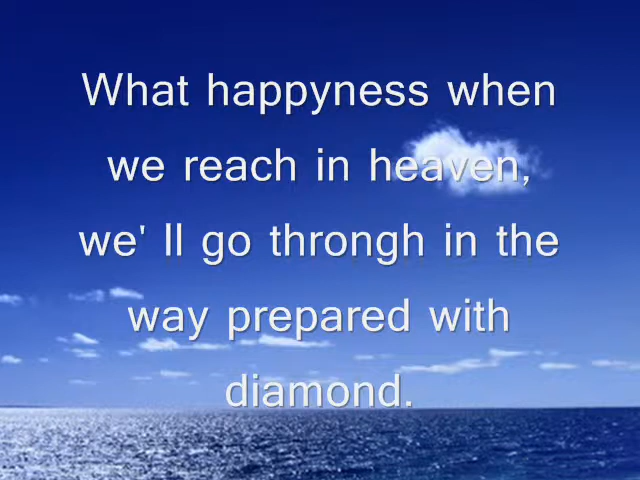 What happyness when
we reach in heaven,
we' ll go throngh in the
way prepared with
diamond.